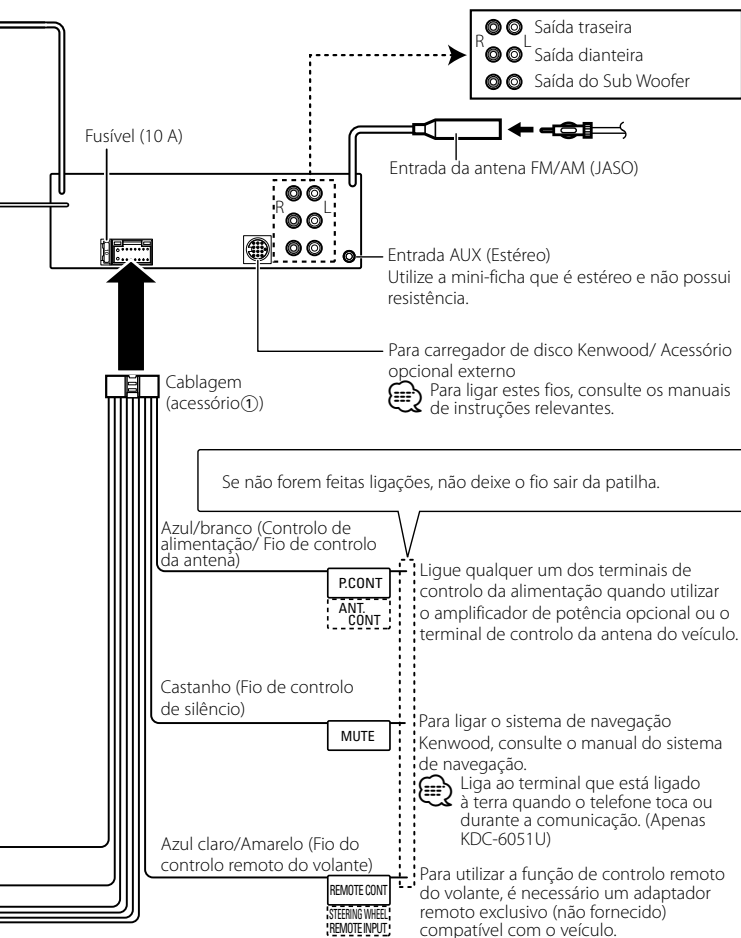 R
L
Saída traseira
Saída dianteira
Saída do Sub Woofer
Fusível (10 A)
Entrada da antena FM/AM (JASO)
R
L
Entrada AUX (Estéreo)
Utilize a mini-ficha que é estéreo e não possui
resistência.
Para carregador de disco Kenwood/ Acessório
opcional externo
Para ligar estes fios, consulte os manuais
de instruções relevantes.
Cablagem
(acessório①)
Se não forem feitas ligações, não deixe o fio sair da patilha.
Azul/branco (Controlo de
alimentação/ Fio de controlo
da antena)
P.CONT
ANT.
CONT
Ligue qualquer um dos terminais de
controlo da alimentação quando utilizar
o amplificador de potência opcional ou o
terminal de controlo da antena do veículo.
Castanho (Fio de controlo
de silêncio)
MUTE
Para ligar o sistema de navegação
Kenwood, consulte o manual do sistema
de navegação.
Liga ao terminal que está ligado
à terra quando o telefone toca ou
durante a comunicação. (Apenas
KDC-6051U)
Azul claro/Amarelo (Fio do
controlo remoto do volante)
REMOTE CONT
STEERING WHEEL
REMOTE INPUT
Para utilizar a função de controlo remoto
do volante, é necessário um adaptador
remoto exclusivo (não fornecido)
compatível com o veículo.